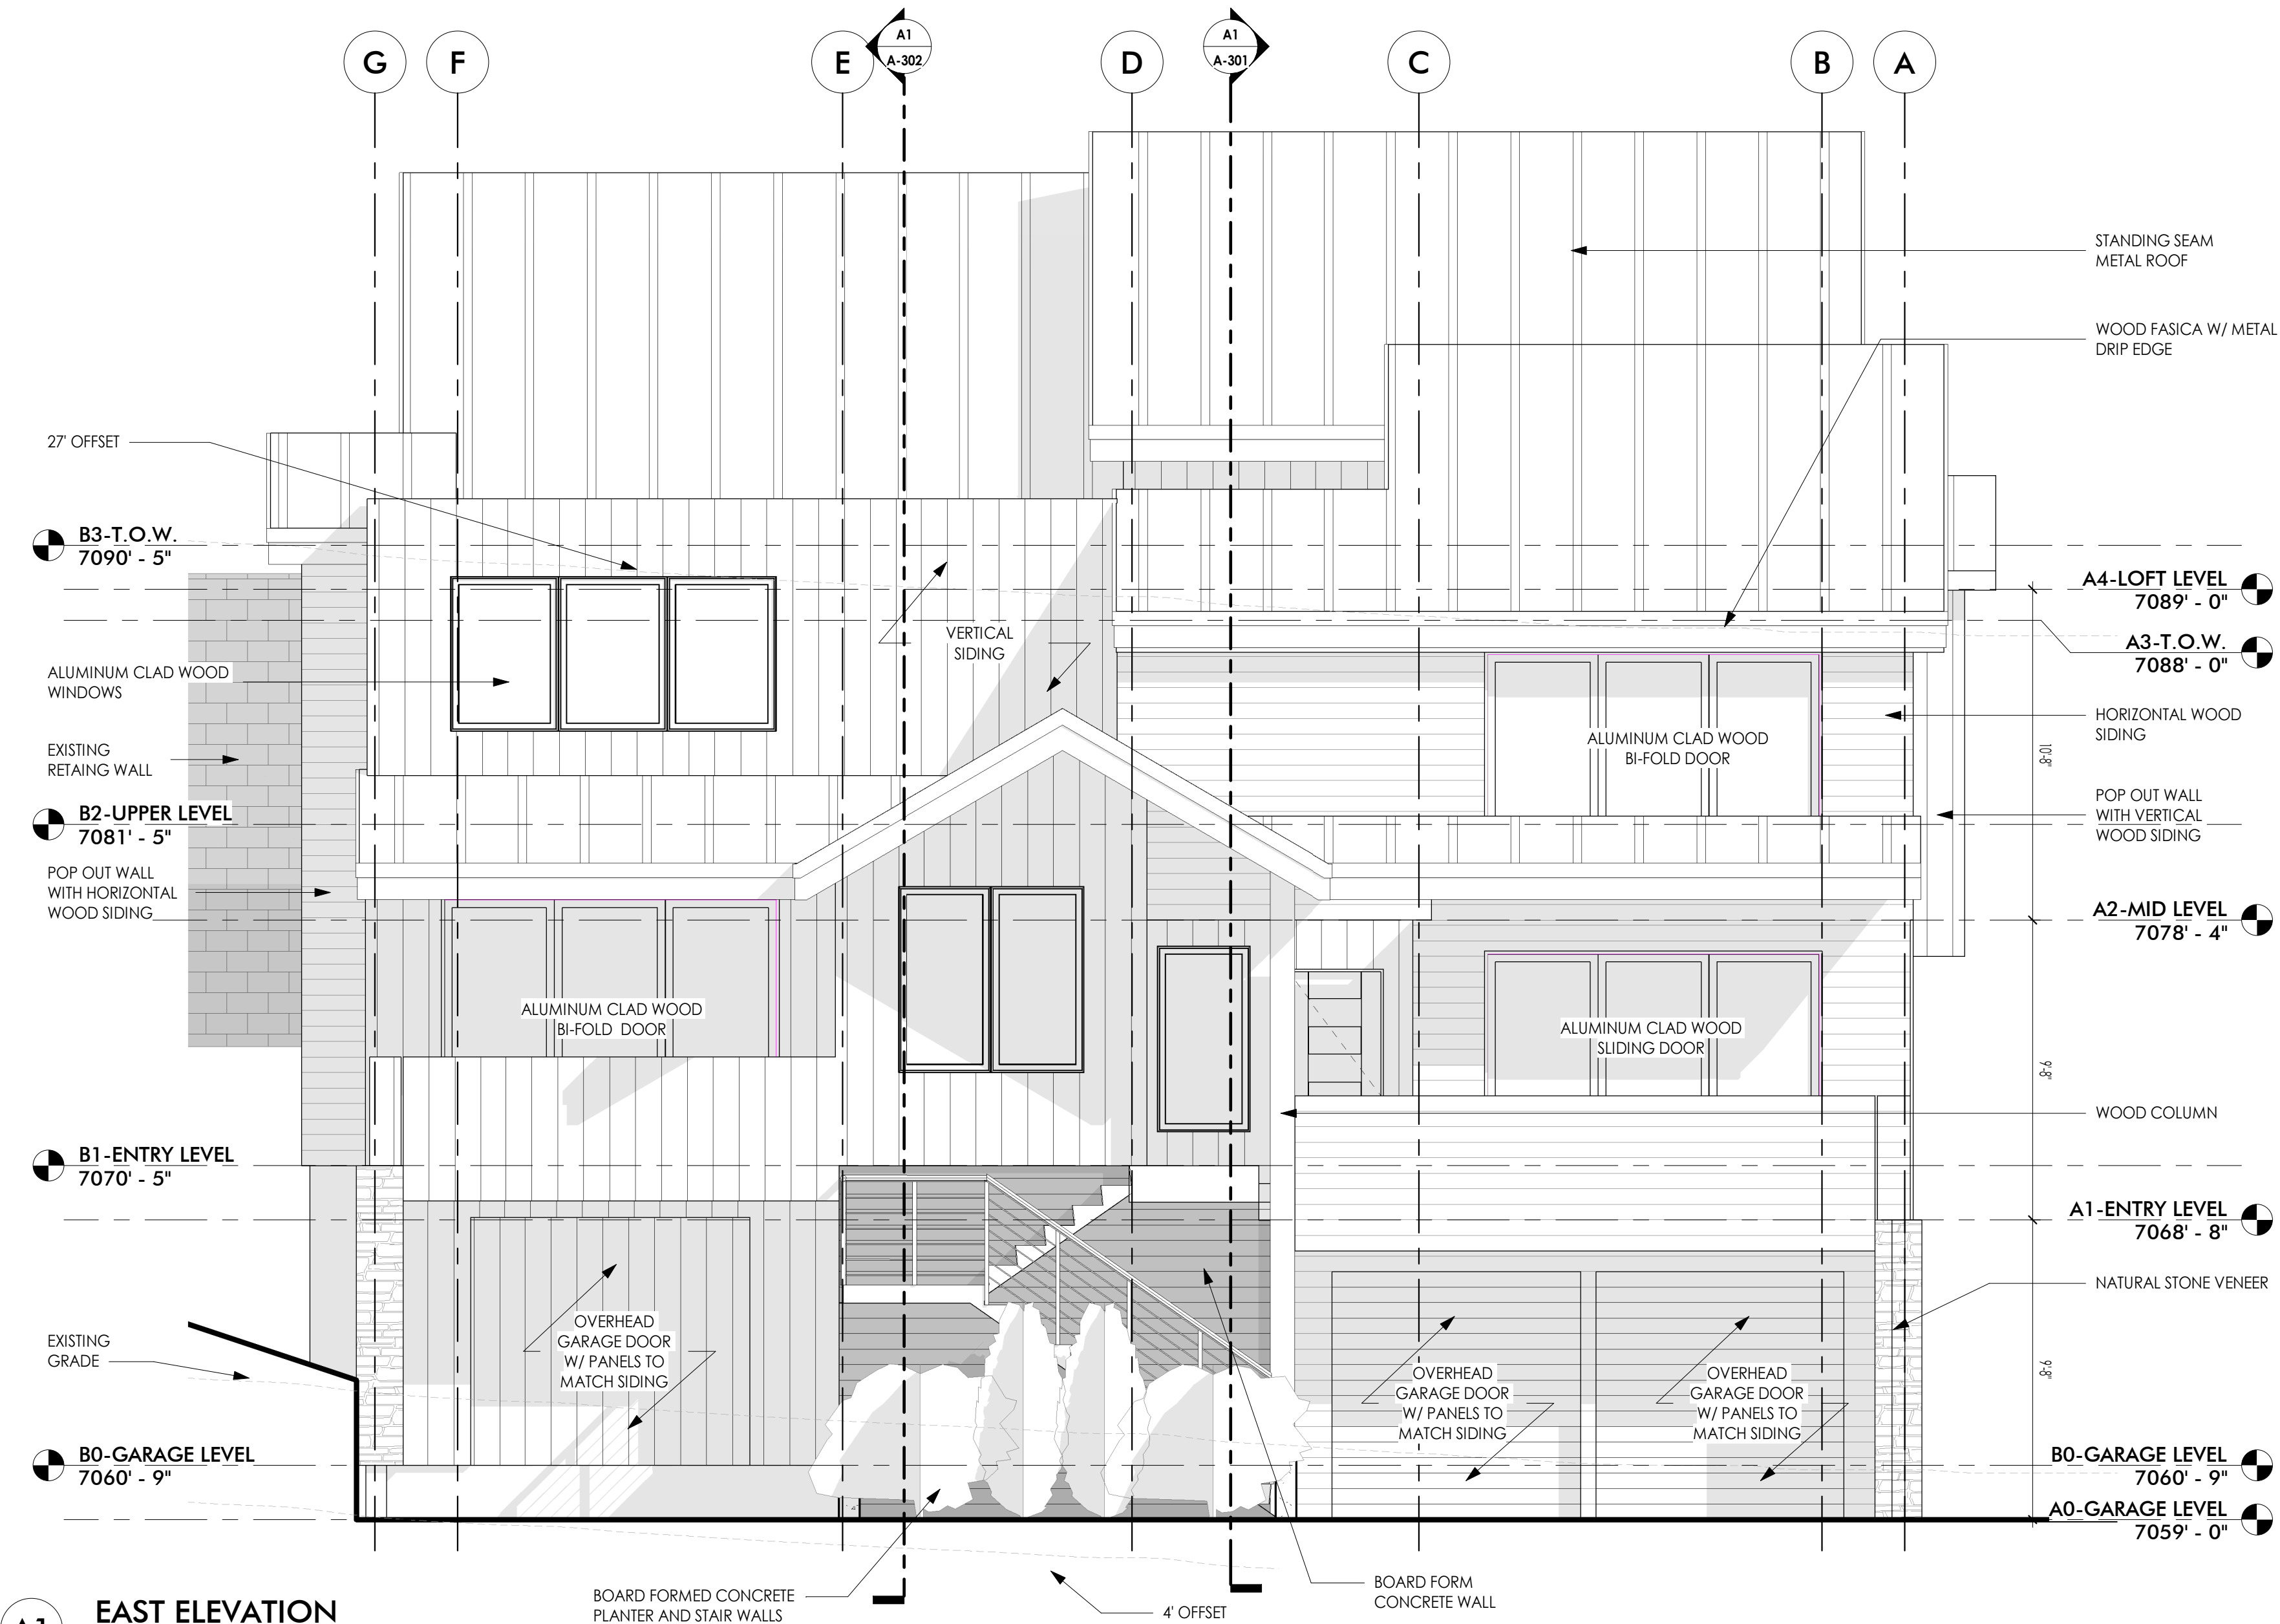 G F E A1 A-302 D A1 A-301 C B A
STANDING SEAM
METAL ROOF
WOOD FASICA W/ METAL
DRIP EDGE
27' OFFSET
B3-T.O.W.
7090' - 5"
A4-LOFT LEVEL
7089' - 0"
A3-T.O.W.
7088' - 0"
VERTICAL
SIDING
ALUMINUM CLAD WOOD
WINDOWS
HORIZONTAL WOOD
SIDING
ALUMINUM CLAD WOOD
BI-FOLD DOOR
10'-8"
EXISTING
RETAING WALL
POP OUT WALL
WITH VERTICAL
WOOD SIDING
B2-UPPER LEVEL
7081' - 5"
POP OUT WALL
WITH HORIZONTAL
WOOD SIDING
A2-MID LEVEL
7078' - 4"
ALUMINUM CLAD WOOD
BI-FOLD DOOR
ALUMINUM CLAD WOOD
SLIDING DOOR
9'-8"
WOOD COLUMN
B1-ENTRY LEVEL
7070' - 5"
A1-ENTRY LEVEL
7068' - 8"
NATURAL STONE VENEER
EXISTING
GRADE
OVERHEAD
GARAGE DOOR
W/ PANELS TO
MATCH SIDING
OVERHEAD
GARAGE DOOR
W/ PANELS TO
MATCH SIDING
OVERHEAD
GARAGE DOOR
W/ PANELS TO
MATCH SIDING
9'-8"
B0-GARAGE LEVEL
7060' - 9"
B0-GARAGE LEVEL
7060' - 9"
A0-GARAGE LEVEL
7059' - 0"
BOARD FORMED CONCRETE
PLANTER AND STAIR WALLS
4' OFFSET
BOARD FORM
CONCRETE WALL
A1
EAST ELEVATION